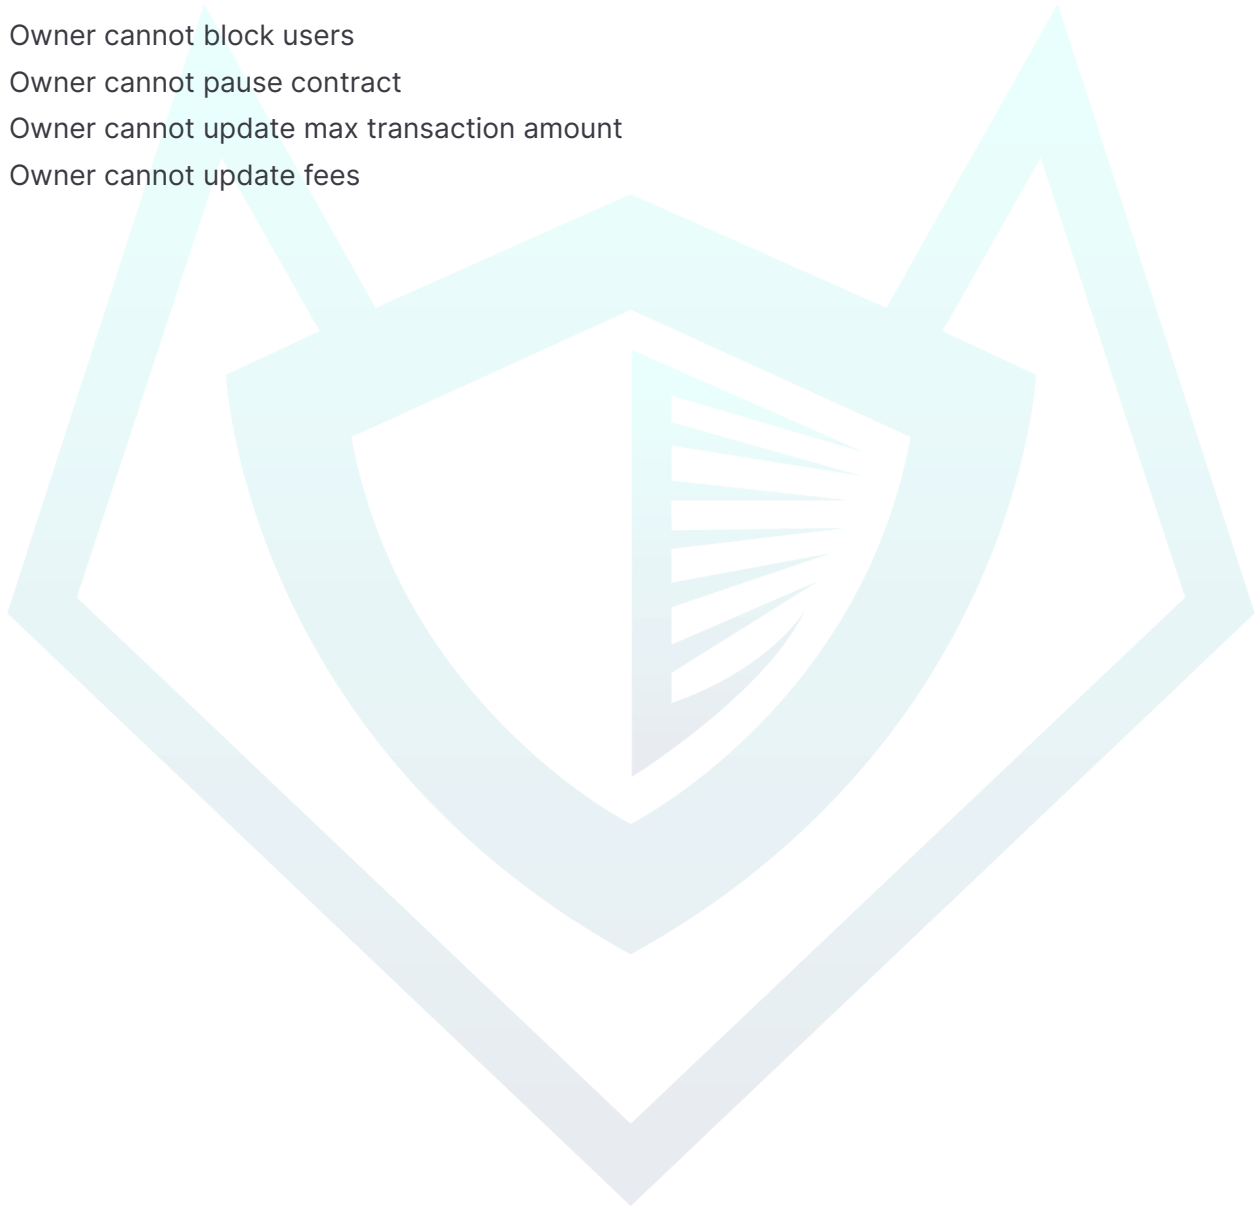 Owner cannot block users
Owner cannot pause contract
Owner cannot update max transaction amount
Owner cannot update fees